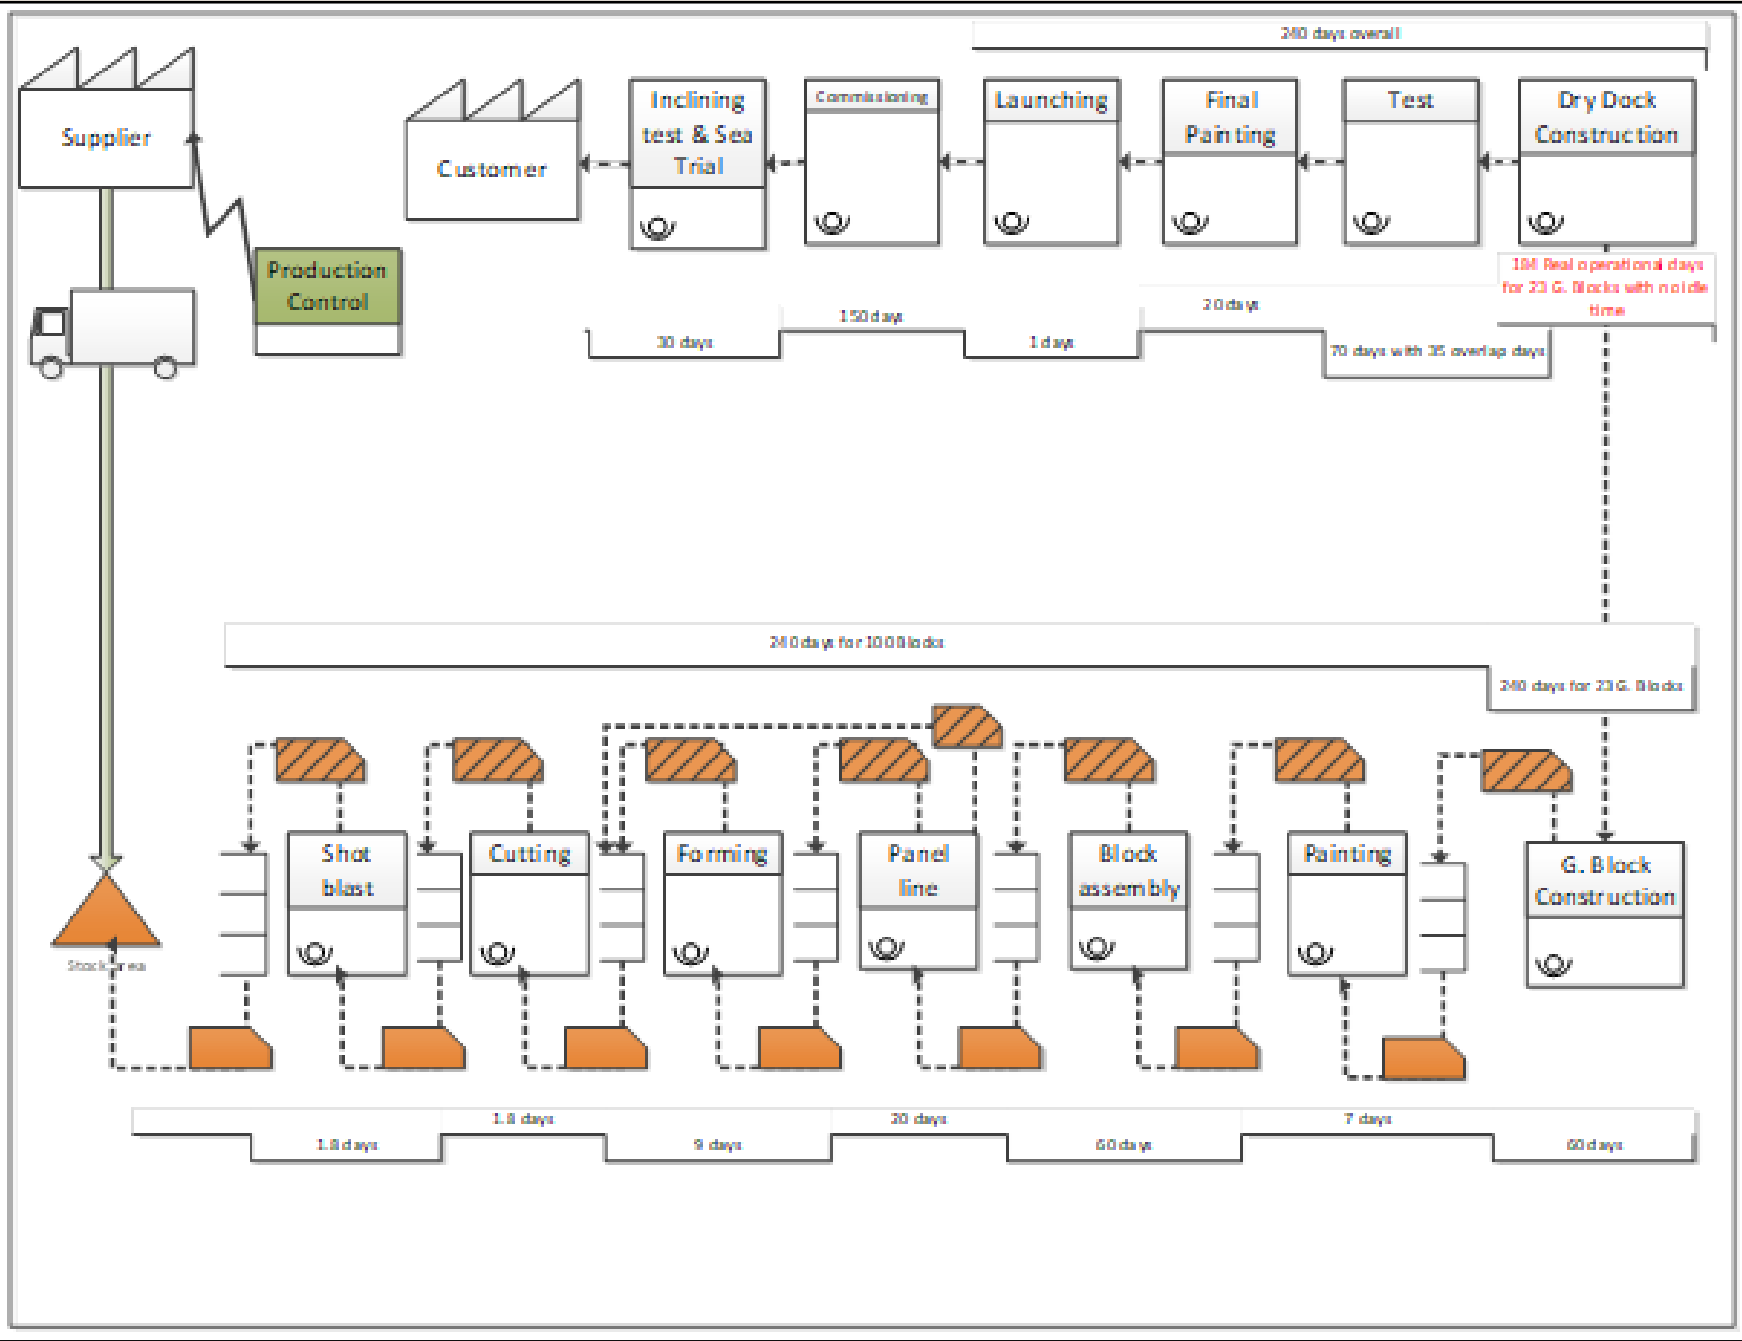 240 days overall
Supplier
Customer
Inclining
test & Sea
Trial
Commissioning
Launching
Final
Painting
Test
Dry Dock
Construction
Production
Control
184 Real operational days
for 23 G. Blocks with no idle
time
30 days
150 days
1 days
20 days
70 days with 35 overlap days
240 days for 100 Blocks
240 days for 23 G. Blocks
Shot
blast
Cutting
Forming
Panel
line
Block
assembly
Painting
G. Block
Construction
Stock area
1.8 days
1.8 days
9 days
20 days
60 days
7 days
60 days